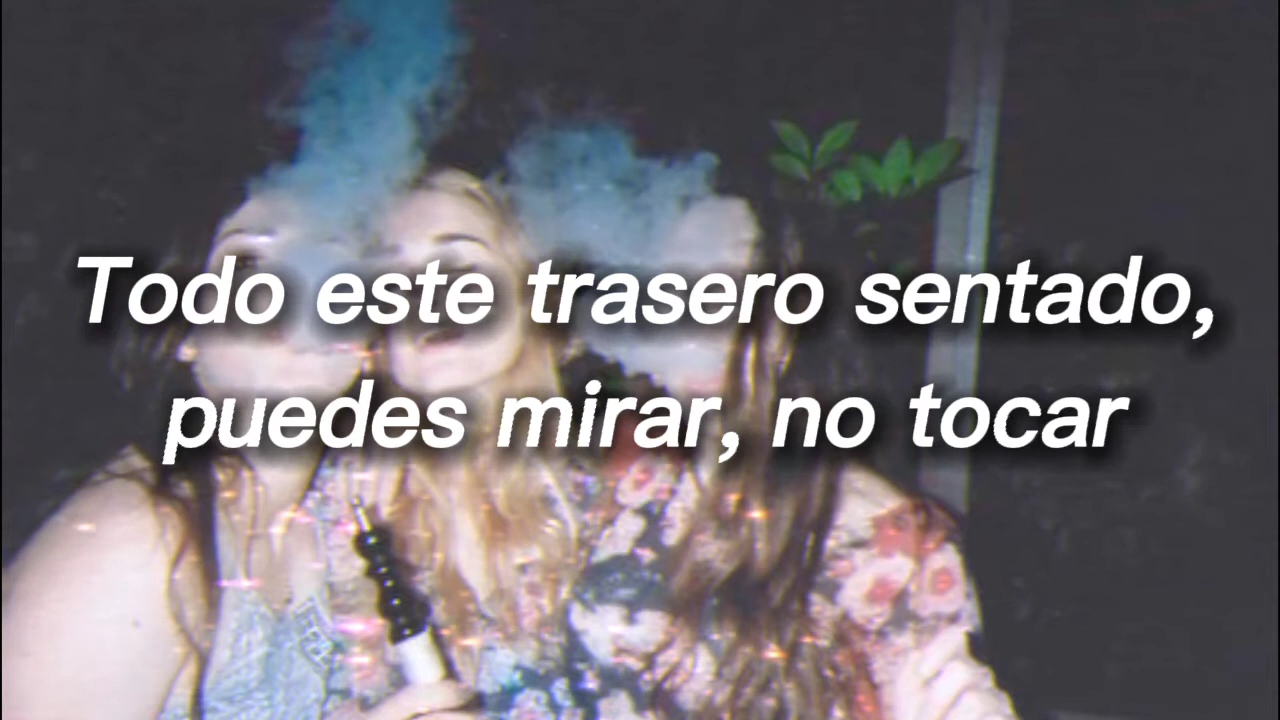 Todo este trasero sentado,
puedes mirar, no tocar